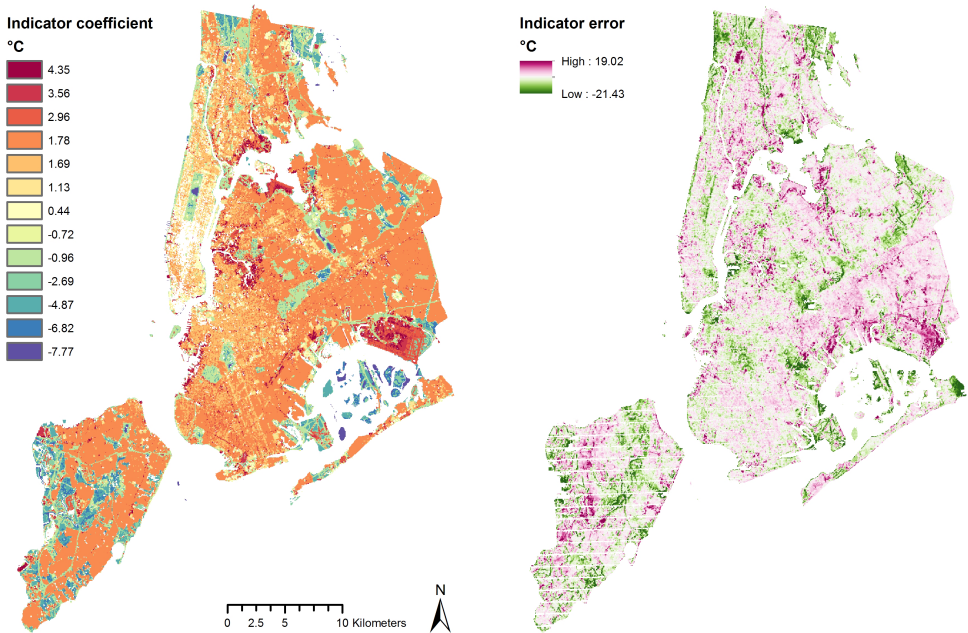 Indicator coefficient
°C
4.35
3.56
2.96
1.78
1.69
1.13
0.44
-0.72
-0.96
-2.69
-4.87
-6.82
-7.77
Indicator error
°C
High : 19.02
Low : -21.43
N
0 2.5 5 10 Kilometers